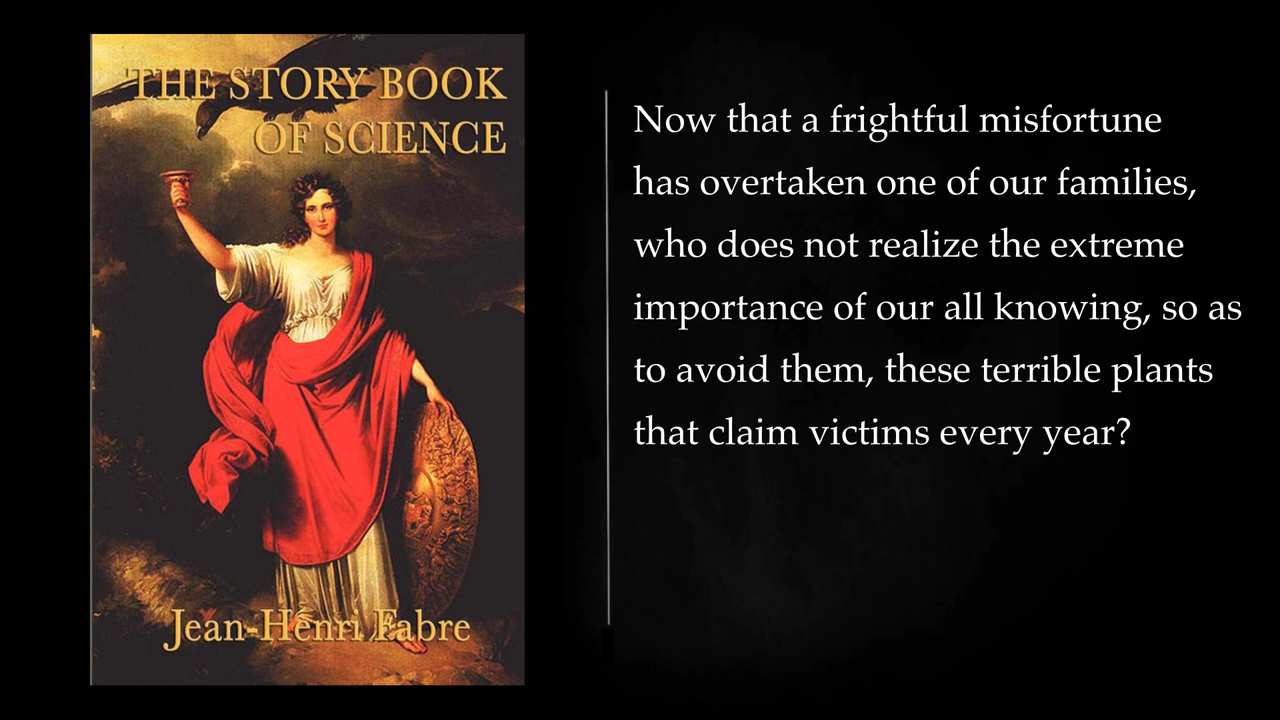 THE STORY BOOK
OF SCIENCE
Jean-Henri Fabre
Now that a frightful misfortune
has overtaken one of our families,
who does not realize the extreme
importance of our all knowing, so as
to avoid them, these terrible plants
that claim victims every year?